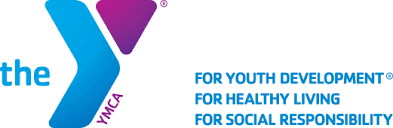 the
YMCA
®
FOR YOUTH DEVELOPMENT®
FOR HEALTHY LIVING
FOR SOCIAL RESPONSIBILITY